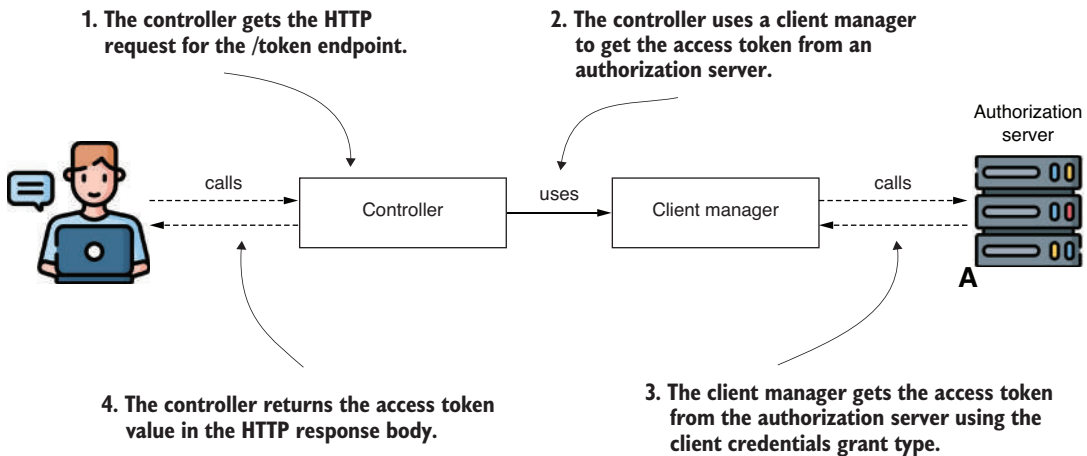 1. The controller gets the HTTP
request for the /token endpoint.
2. The controller uses a client manager
to get the access token from an
authorization server.
Authorization
server
calls
Controller
uses
Client manager
calls
A
4. The controller returns the access token
value in the HTTP response body.
3. The client manager gets the access token
from the authorization server using the
client credentials grant type.